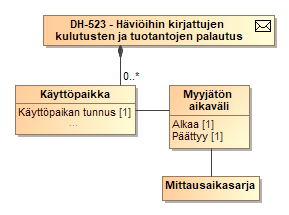 DH-523 - Häviöihin kirjattujen
kulutusten ja tuotantojen palautus
0..*
Käyttöpaikka
Käyttöpaikan tunnus [1]
...
Myyjätön
aikaväli
Alkaa [1]
Päättyy [1]
Mittausaikasarja